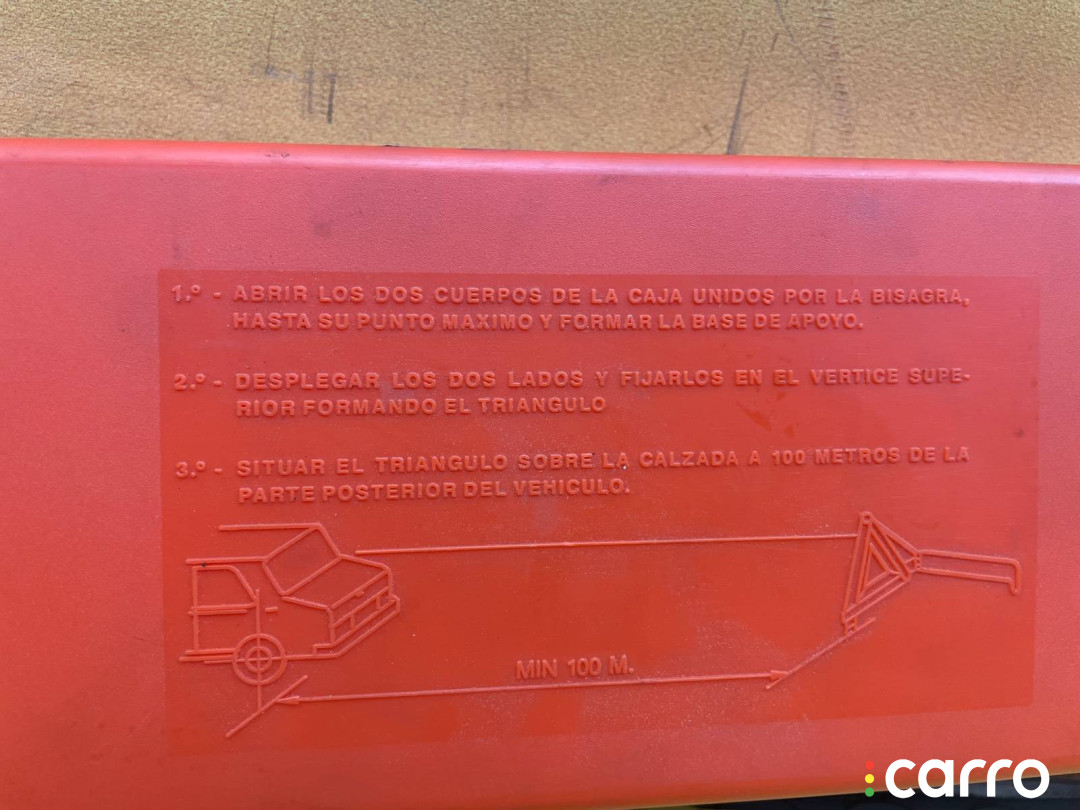 1.º - ABRIR LOS DOS CUERPOS DE LA CAJA UNIDOS POR LA BISAGRA,
HASTA SU PUNTO MAXIMO Y FORMAR LA BASE DE APOYO.
2.º - DESPLEGAR LOS DOS LADOS Y FIJARLOS EN EL VERTICE SUPE-
RIOR FORMANDO EL TRIANGULO
3.º - SITUAR EL TRIANGULO SOBRE LA CALZADA A 100 METROS DE LA
PARTE POSTERIOR DEL VEHICULO.
MIN 100 M.
carro